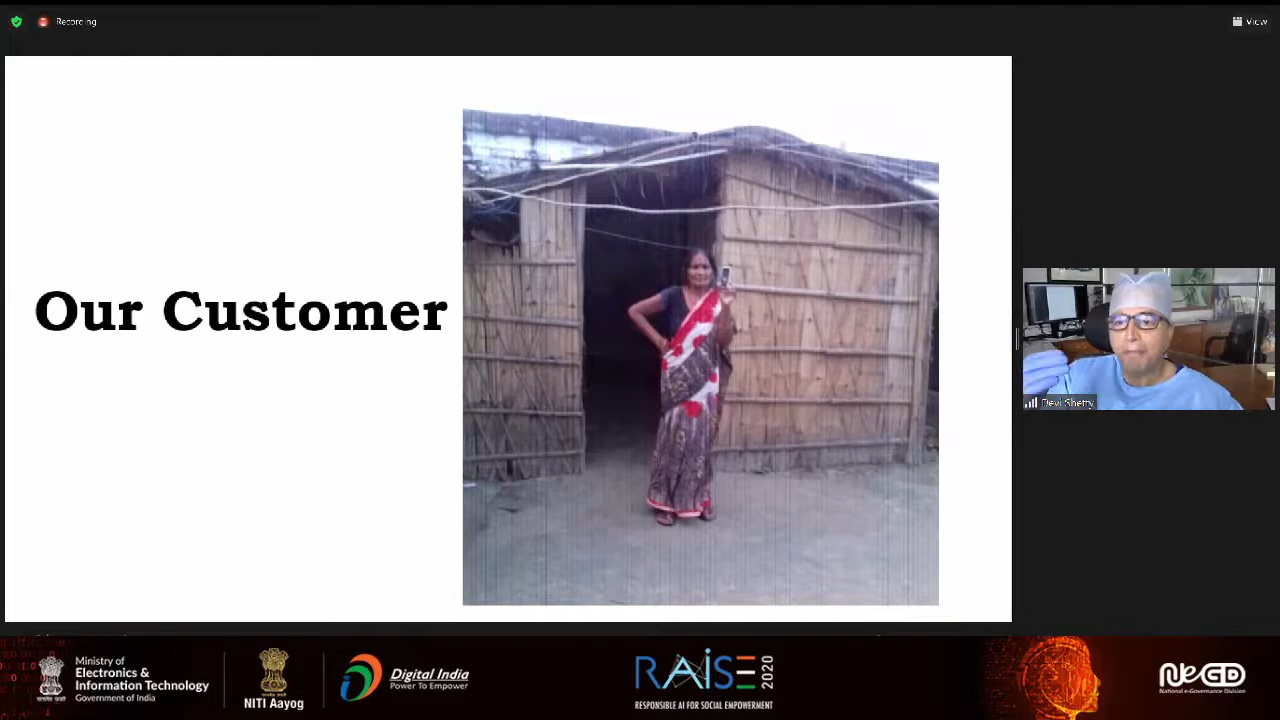 Recording
View
Our Customer
Devi Shetty
Ministry of
Electronics &
Information Technology
Government of India
NITI Aayog
Digital India
Power To Empower
RAISE 2020
RESPONSIBLE AI FOR SOCIAL EMPOWERMENT
NeGD
National e-Governance Division